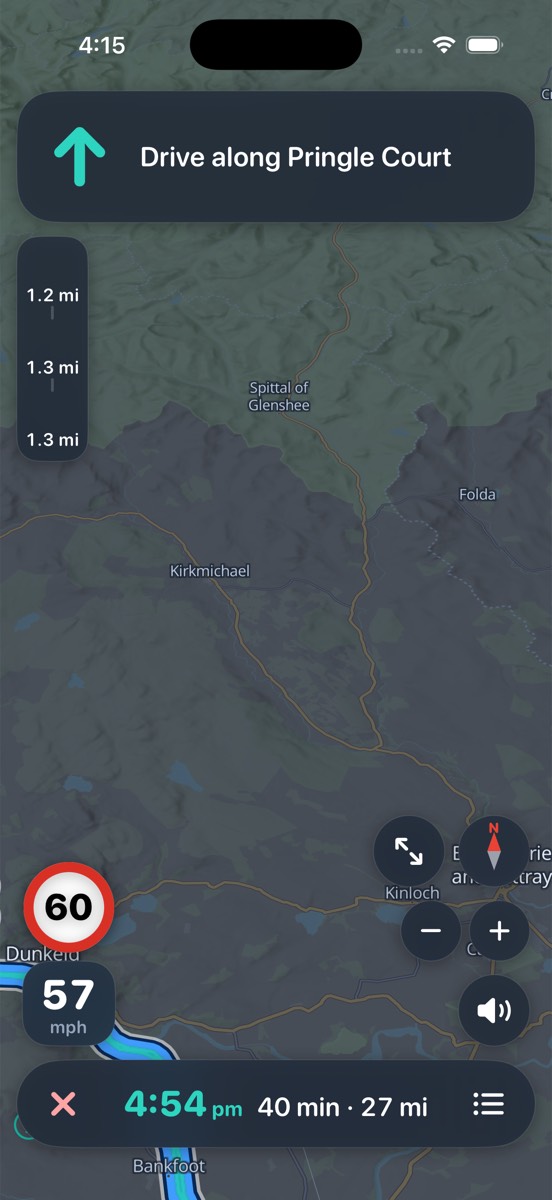 4:15
Drive along Pringle Court
1.2 mi
1.3 mi
1.3 mi
Spittal of
Glenshee
Folda
Kirkmichael
N
Kinloch
60
Dunkeld
57
mph
4:54 pm 40 min · 27 mi
Bankfoot